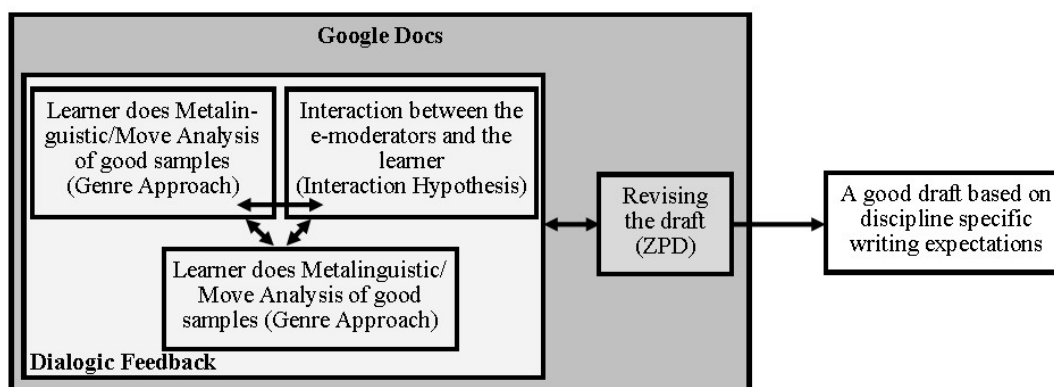 Google Docs
Learner does Metalin-
guistic/Move Analysis
of good samples
(Genre Approach)
Interaction between the
e-moderators and the
learner
(Interaction Hypothesis)
Learner does Metalinguistic/
Move Analysis of good
samples (Genre Approach)
Dialogic Feedback
Revising
the draft
(ZPD)
A good draft based on
discipline specific
writing expectations